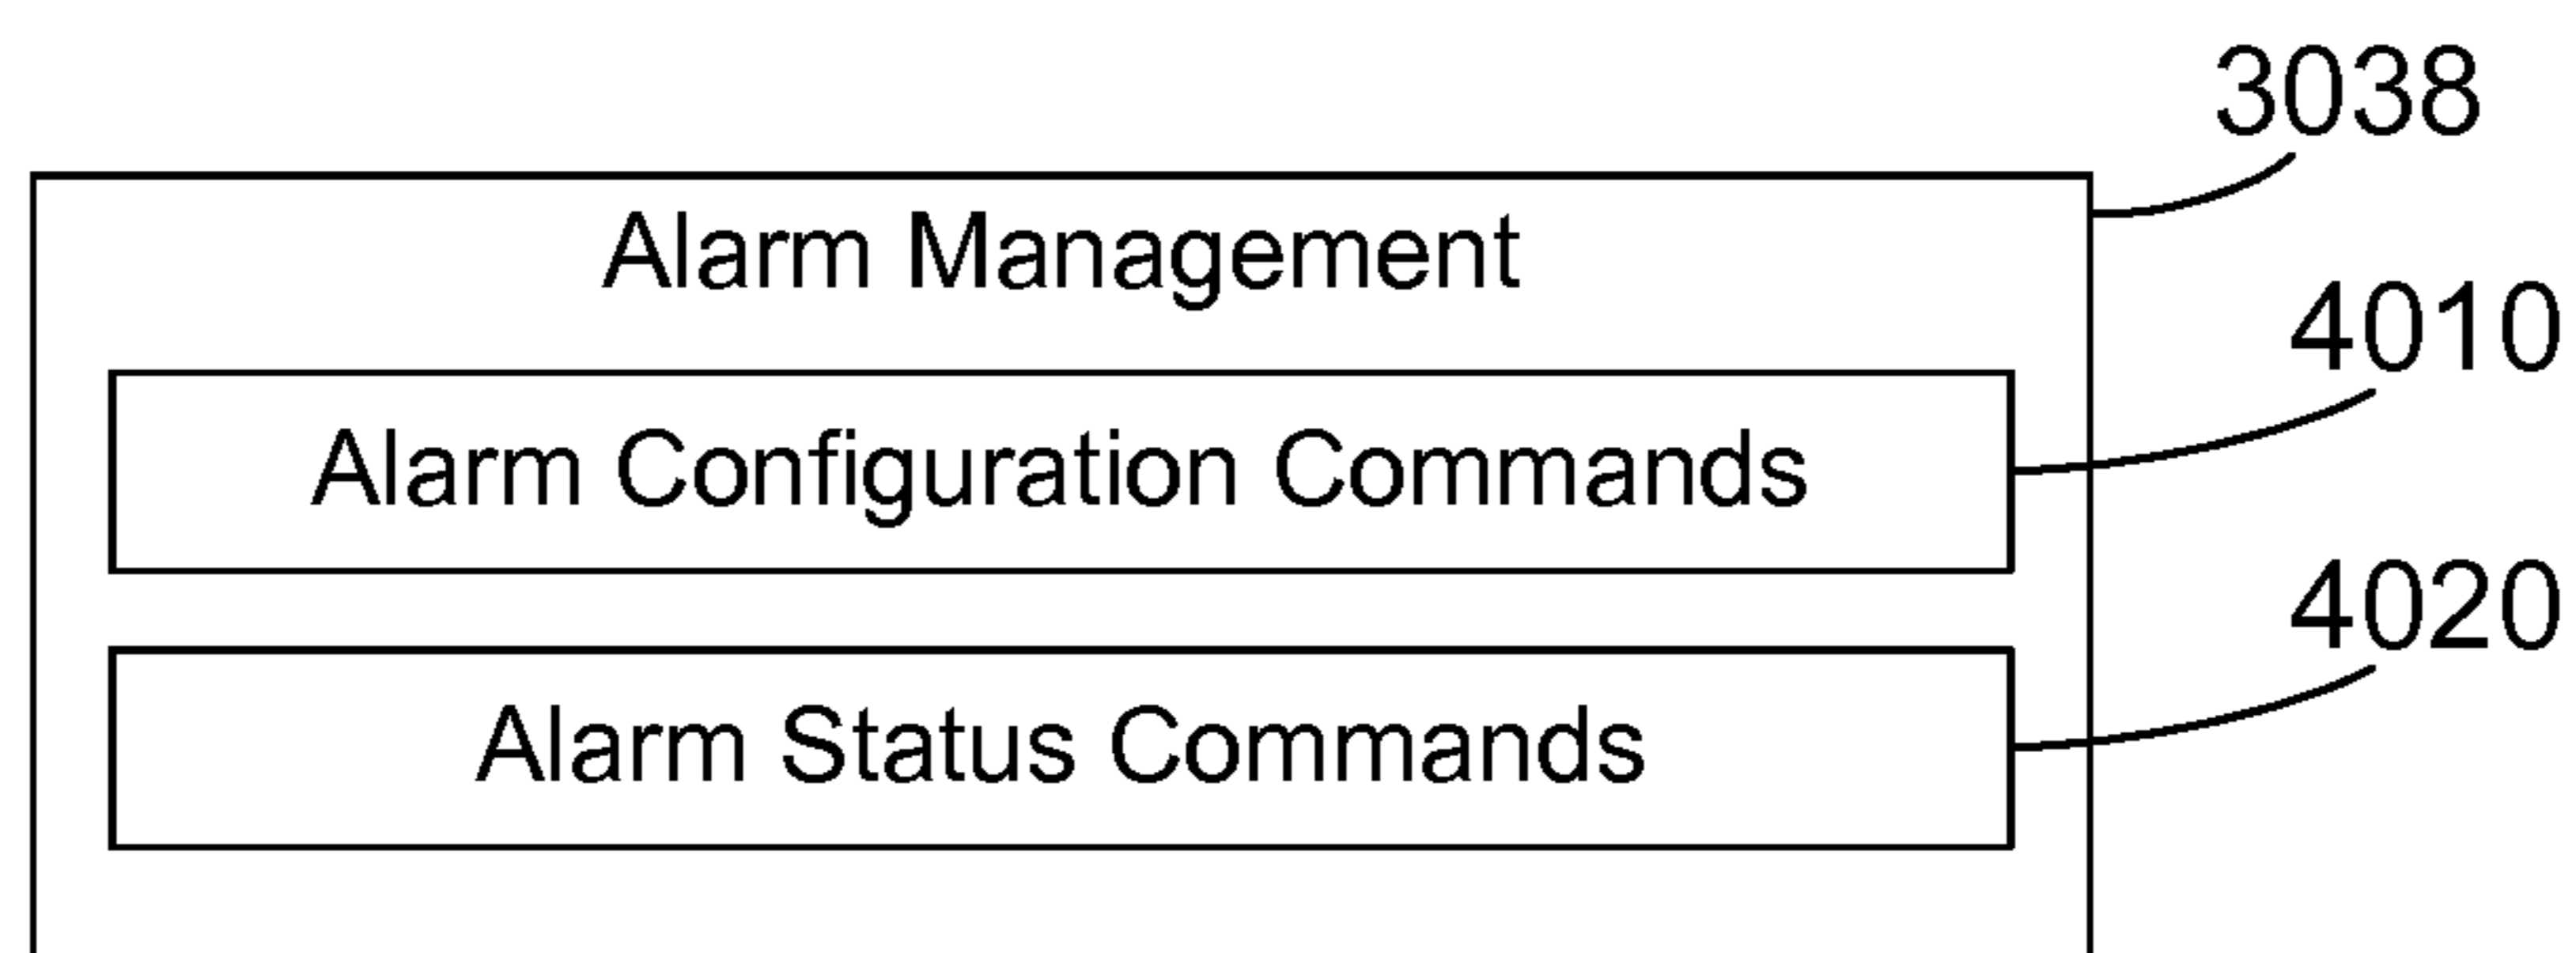 3038
Alarm Management
4010
Alarm Configuration Commands
4020
Alarm Status Commands